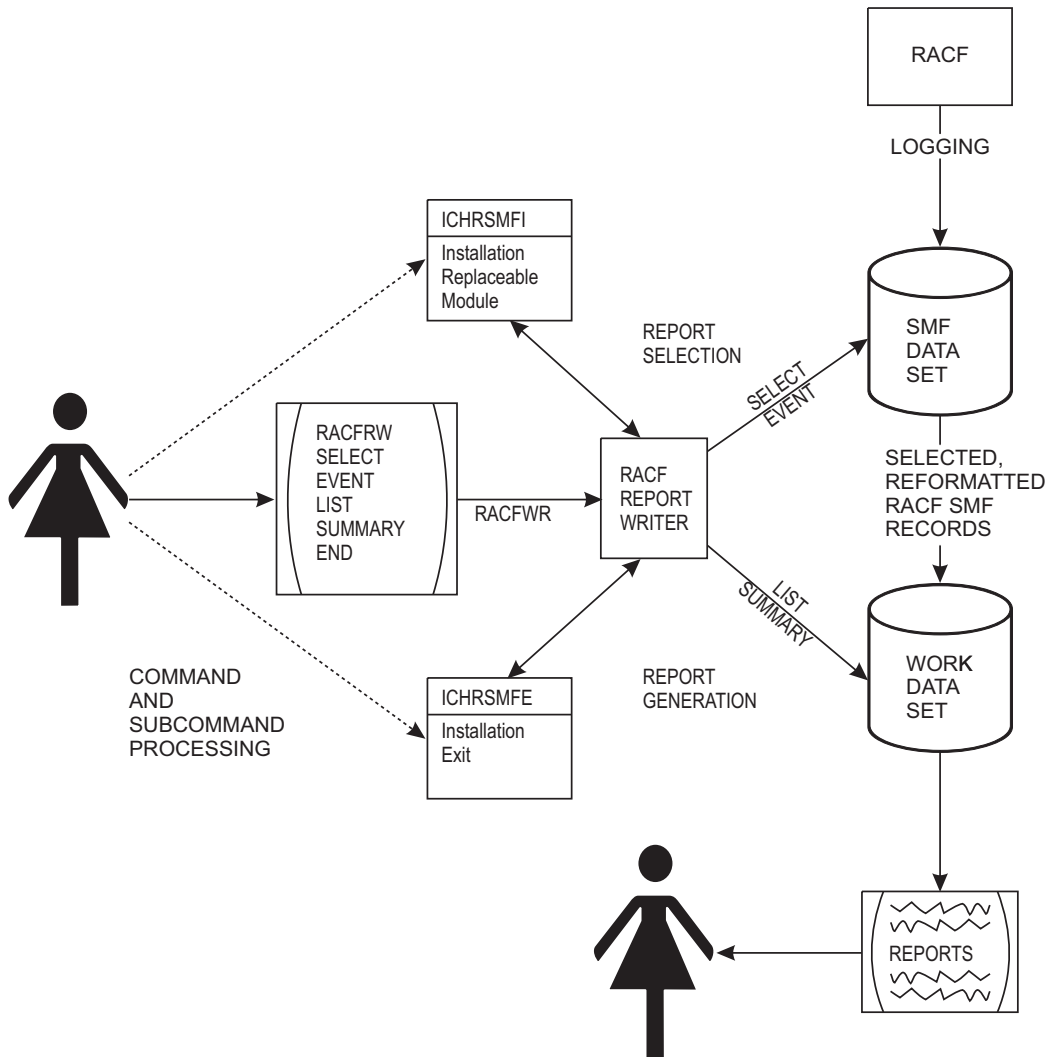 RACF
LOGGING
ICHRSMFI
Installation
Replaceable
Module
REPORT
SELECTION
SELECT
EVENT
SMF
DATA
SET
RACFRW
SELECT
EVENT
LIST
SUMMARY
END
RACFWR
RACF
REPORT
WRITER
SELECTED,
REFORMATTED
RACF SMF
RECORDS
LIST
SUMMARY
COMMAND
AND
SUBCOMMAND
PROCESSING
ICHRSMFE
Installation
Exit
REPORT
GENERATION
WORK
DATA
SET
REPORTS